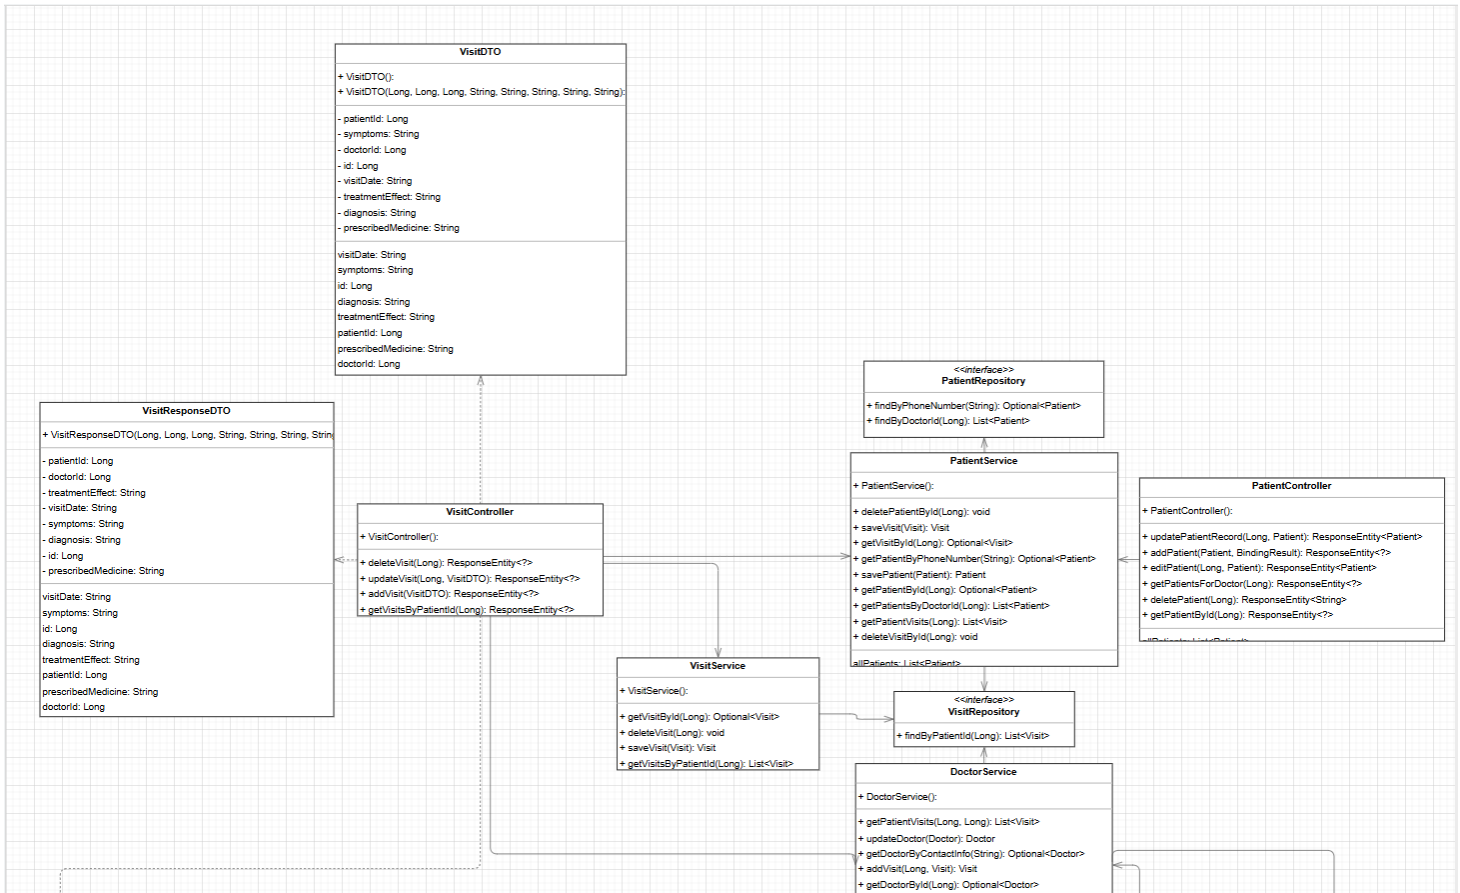 VisitDTO
+ VisitDTO():
+ VisitDTO(Long, Long, Long, String, String, String, String, String):
- patientId: Long
- symptoms: String
- doctorId: Long
- id: Long
- visitDate: String
- treatmentEffect: String
- diagnosis: String
- prescribedMedicine: String
visitDate: String
symptoms: String
id: Long
diagnosis: String
treatmentEffect: String
patientId: Long
prescribedMedicine: String
doctorId: Long
VisitResponseDTO
+ VisitResponseDTO(Long, Long, Long, String, String, String, String
- patientId: Long
- doctorId: Long
- treatmentEffect: String
- visitDate: String
- symptoms: String
- diagnosis: String
- id: Long
- prescribedMedicine: String
visitDate: String
symptoms: String
id: Long
diagnosis: String
treatmentEffect: String
patientId: Long
prescribedMedicine: String
doctorId: Long
VisitController
+ VisitController():
+ deleteVisit(Long): ResponseEntity<?>
+ updateVisit(Long, VisitDTO): ResponseEntity<?>
+ addVisit(VisitDTO): ResponseEntity<?>
+ getVisitsByPatientId(Long): ResponseEntity<?>
<<interface>>
PatientRepository
+ findByPhoneNumber(String): Optional<Patient>
+ findByDoctorId(Long): List<Patient>
PatientService
+ PatientService():
+ deletePatientById(Long): void
+ saveVisit(Visit): Visit
+ getVisitById(Long): Optional<Visit>
+ getPatientByPhoneNumber(String): Optional<Patient>
+ savePatient(Patient): Patient
+ getPatientById(Long): Optional<Patient>
+ getPatientsByDoctorId(Long): List<Patient>
+ getPatientVisits(Long): List<Visit>
+ deleteVisitById(Long): void
allPatients: List<Patient>
PatientController
+ PatientController():
+ updatePatientRecord(Long, Patient): ResponseEntity<Patient>
+ addPatient(Patient, BindingResult): ResponseEntity<?>
+ editPatient(Long, Patient): ResponseEntity<Patient>
+ getPatientsForDoctor(Long): ResponseEntity<?>
+ deletePatient(Long): ResponseEntity<String>
+ getPatientById(Long): ResponseEntity<?>
allPatients: List<Patient>
VisitService
+ VisitService():
+ getVisitById(Long): Optional<Visit>
+ deleteVisit(Long): void
+ saveVisit(Visit): Visit
+ getVisitsByPatientId(Long): List<Visit>
<<interface>>
VisitRepository
+ findByPatientId(Long): List<Visit>
DoctorService
+ DoctorService():
+ getPatientVisits(Long, Long): List<Visit>
+ updateDoctor(Doctor): Doctor
+ getDoctorByContactInfo(String): Optional<Doctor>
+ addVisit(Long, Visit): Visit
+ getDoctorById(Long): Optional<Doctor>